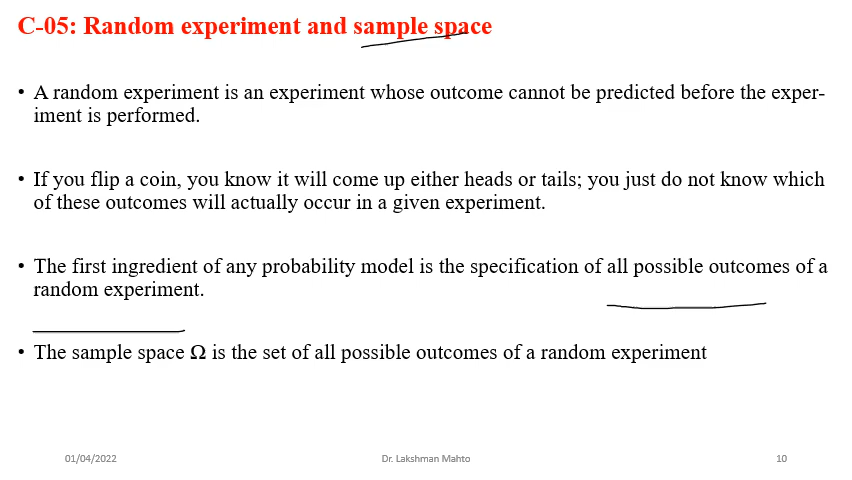 C-05: Random experiment and sample space
• A random experiment is an experiment whose outcome cannot be predicted before the exper-
iment is performed.
• If you flip a coin, you know it will come up either heads or tails; you just do not know which
of these outcomes will actually occur in a given experiment.
• The first ingredient of any probability model is the specification of all possible outcomes of a
random experiment.
• The sample space Ω is the set of all possible outcomes of a random experiment
01/04/2022 Dr. Lakshman Mahto 10